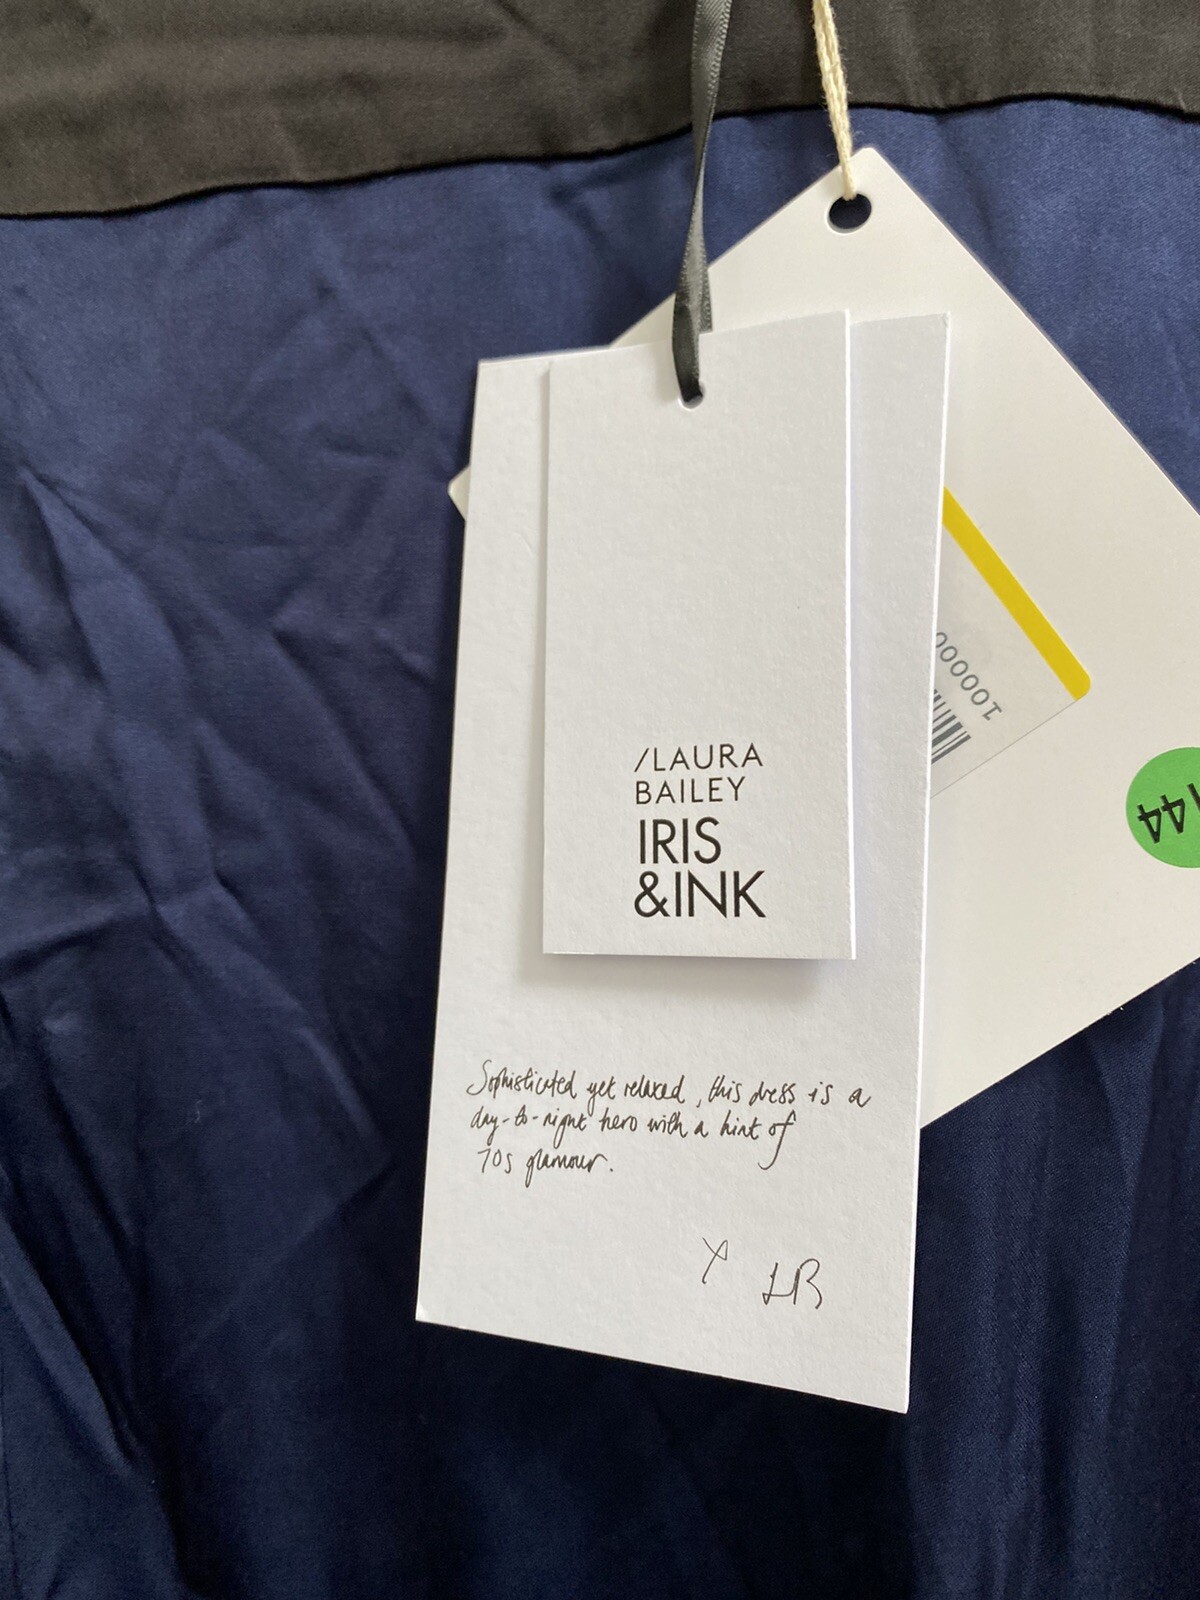 /LAURA
BAILEY
IRIS
&INK
Sophisticated yet relaxed, this dress is a
day-to-night hero with a hint of
70s glamour.
X LB
100000
144